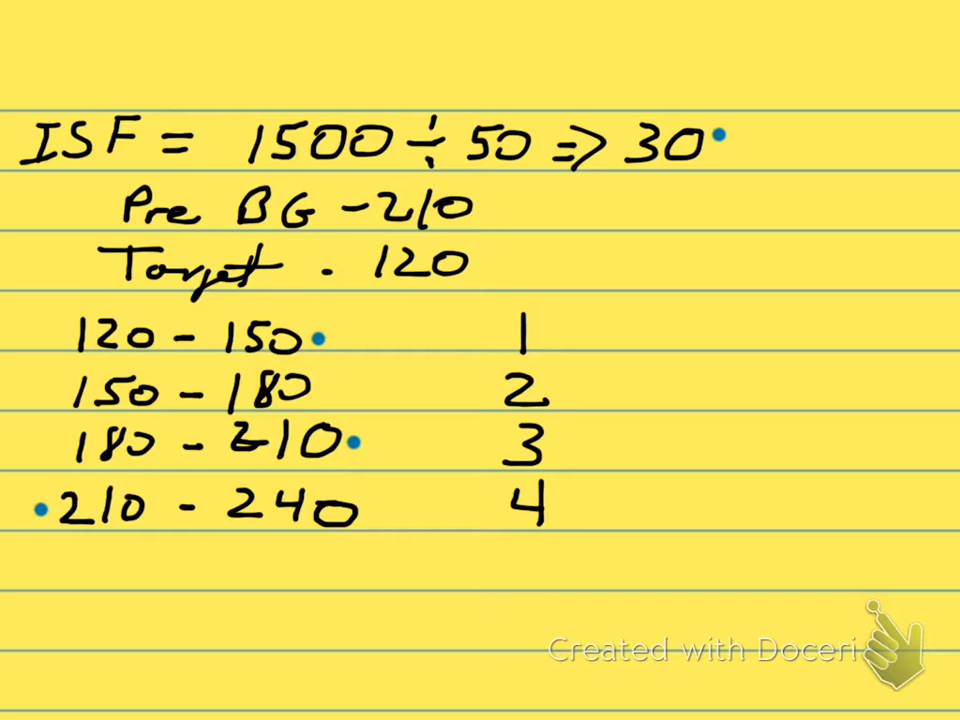 ISF = 1500 ÷ 50 => 30
Pre BG - 210
Target . 120
120 - 150 1
150 - 180 2
180 - 210 3
210 - 240 4
Created with Doceri